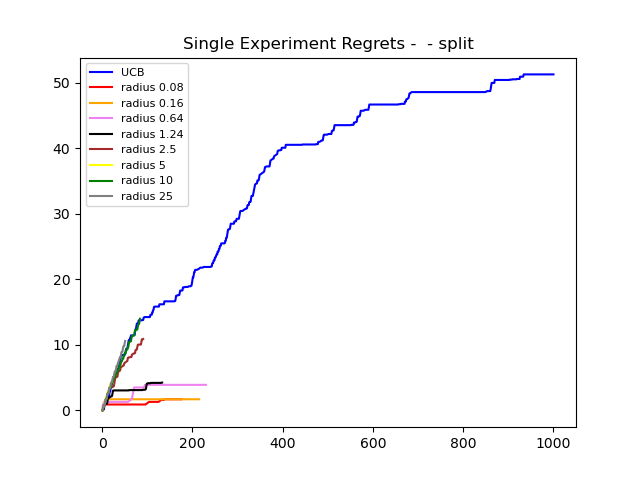 Single Experiment Regrets -  - split
UCB
radius 0.08
radius 0.16
radius 0.64
radius 1.24
radius 2.5
radius 5
radius 10
radius 25
50
40
30
20
10
0
0 200 400 600 800 1000